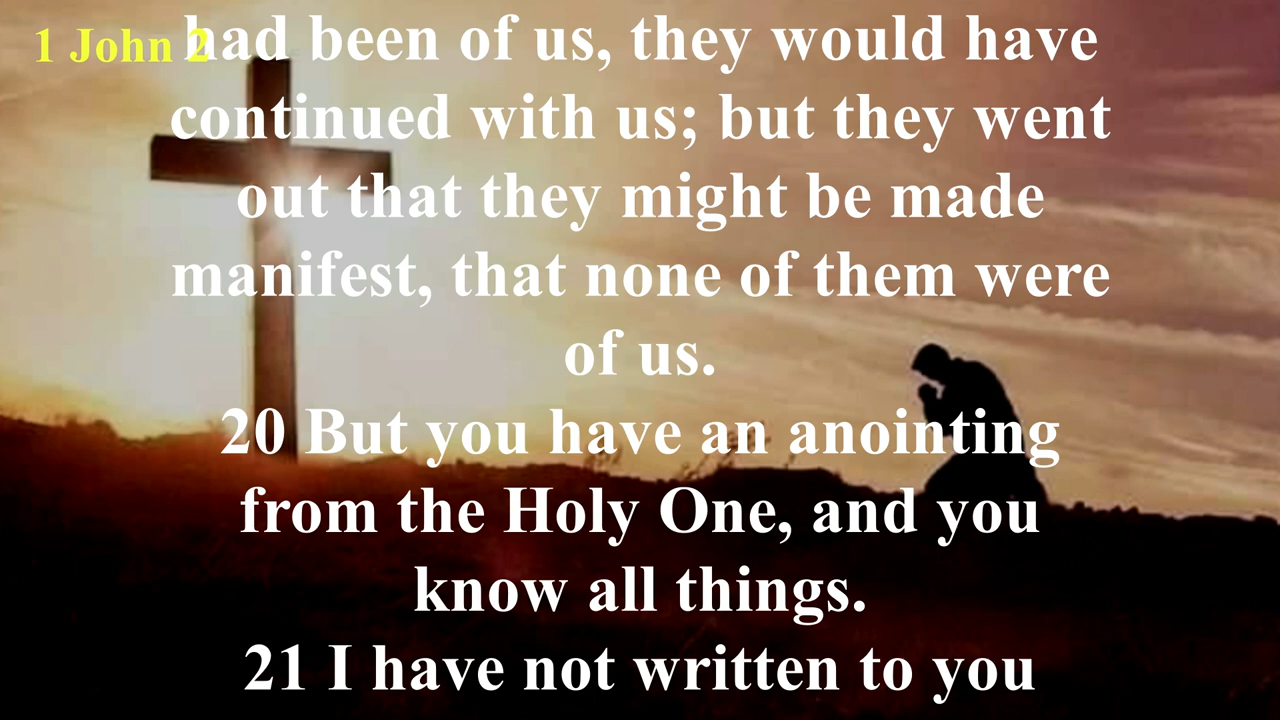 1 John 2
had been of us, they would have
continued with us; but they went
out that they might be made
manifest, that none of them were
of us.
20 But you have an anointing
from the Holy One, and you
know all things.
21 I have not written to you